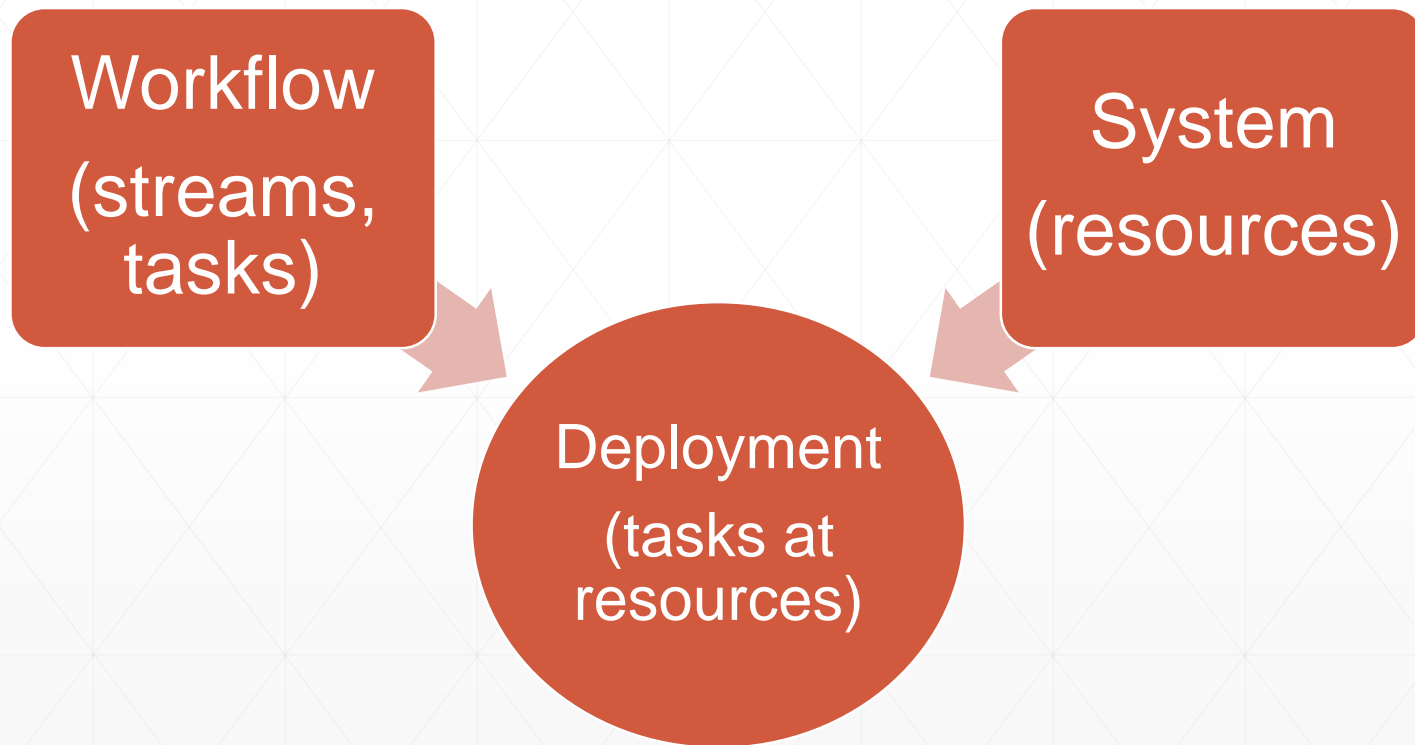 Workflow
(streams,
tasks)
System
(resources)
Deployment
(tasks at
resources)